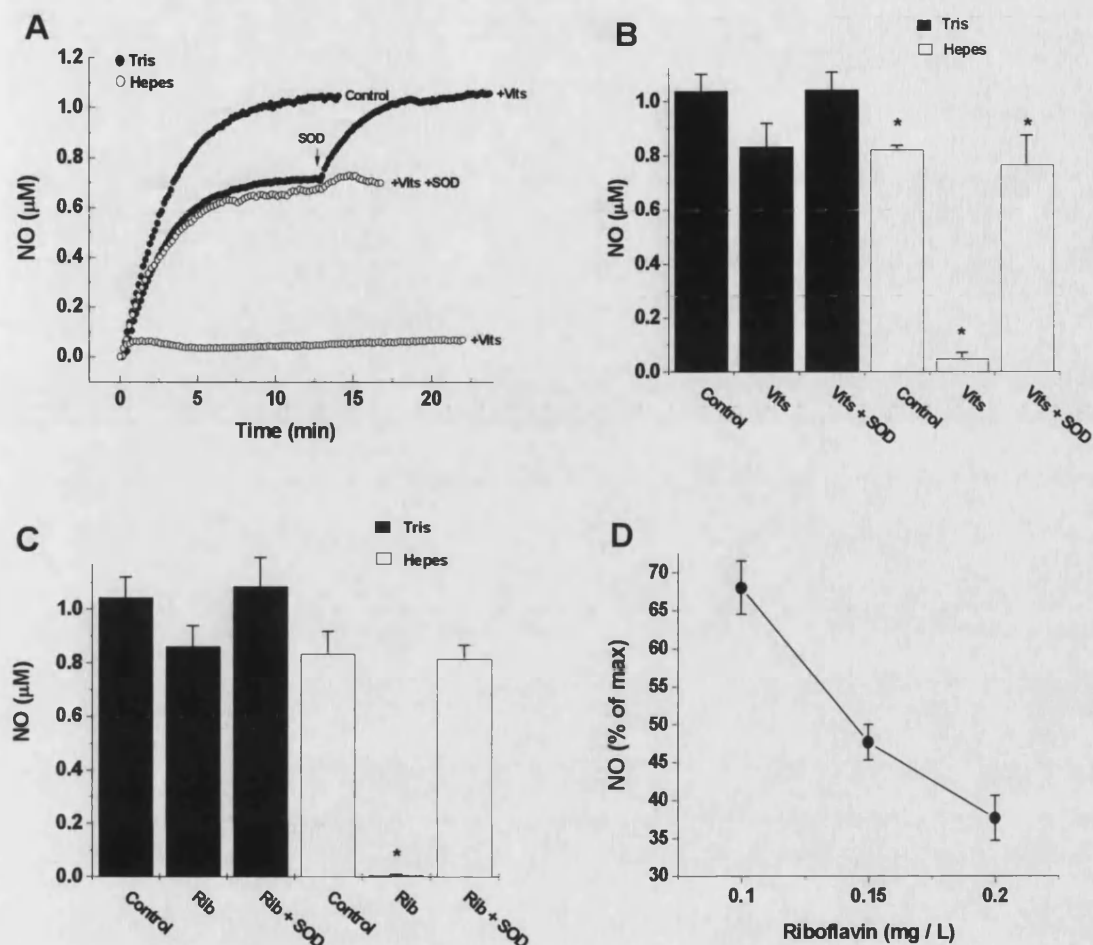 A
Tris
Hepes
1.2
1.0
0.8
0.6
0.4
0.2
0.0
NO (µM)
Control
+Vits
SOD
+Vits +SOD
+Vits
0 5 10 15 20
Time (min)
B
Tris
Hepes
1.0
0.8
0.6
0.4
0.2
0.0
NO (µM)
*
*
*
Control Vits Vits + SOD Control Vits Vits + SOD
C
Tris
Hepes
1.0
0.8
0.6
0.4
0.2
0.0
NO (µM)
*
Control Rib Rib + SOD Control Rib Rib + SOD
D
70
65
60
55
50
45
40
35
30
NO (% of max)
0.1 0.15 0.2
Riboflavin (mg / L)